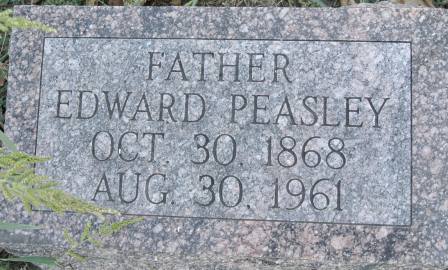 FATHER
EDWARD PEASLEY
OCT. 30. 1868
AUG. 30. 1961